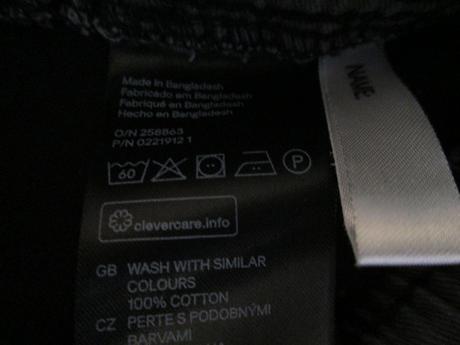 Made in Bangladesh
Fabricado em Bangladesh
Fabriqué en Bangladesh
Hecho en Bangladesh
O/N 258863
P/N 0221912 1
60 P
clevercare.info
GB WASH WITH SIMILAR
COLOURS
100% COTTON
CZ PERTE S PODOBNÝMI
BARVAMI
NAME